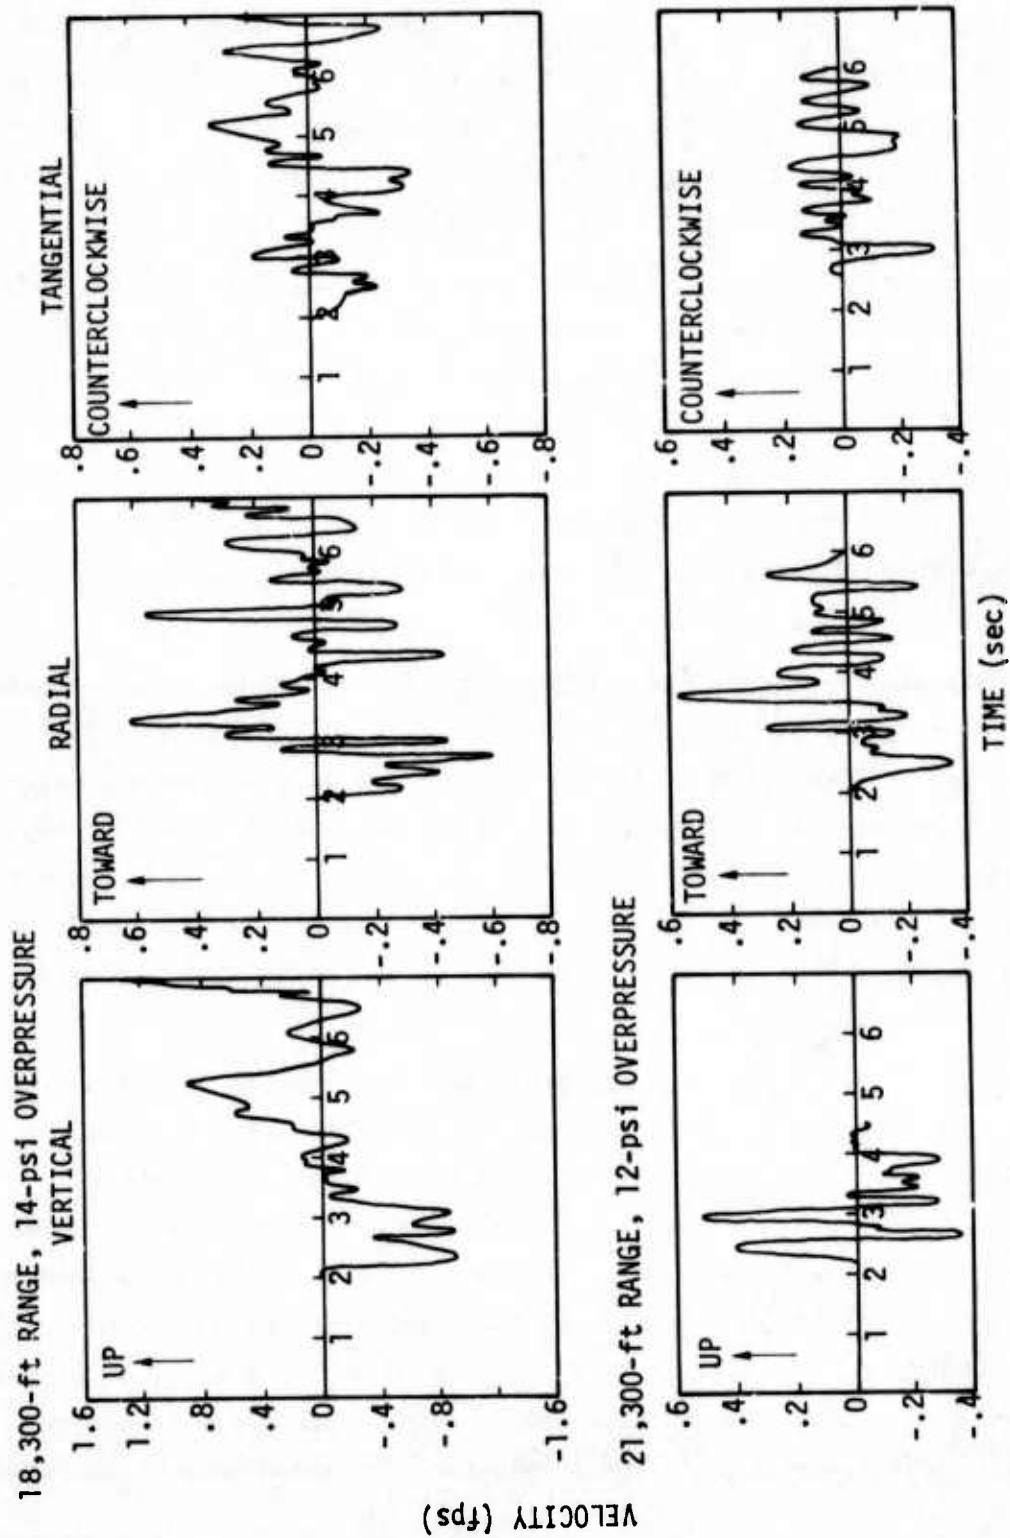 18,300-ft RANGE, 14-psi OVERPRESSURE
VERTICAL
RADIAL
TANGENTIAL
UP
TOWARD
COUNTERCLOCKWISE
1.6
1.2
.8
.4
0
-.4
-.8
-1.6
1 2 3 4 5 6
.8
.6
.4
.2
0
-.2
-.4
-.6
-.8
1 2 3 4 5 6
.8
.6
.4
.2
0
-.2
-.4
-.6
-.8
1 2 3 4 5 6
VELOCITY (fps)
21,300-ft RANGE, 12-psi OVERPRESSURE
UP
TOWARD
COUNTERCLOCKWISE
.6
.4
.2
0
-.2
-.4
1 2 3 4 5 6
.6
.4
.2
0
-.2
-.4
1 2 3 4 5 6
.6
.4
.2
0
-.2
-.4
1 2 3 4 5 6
TIME (sec)